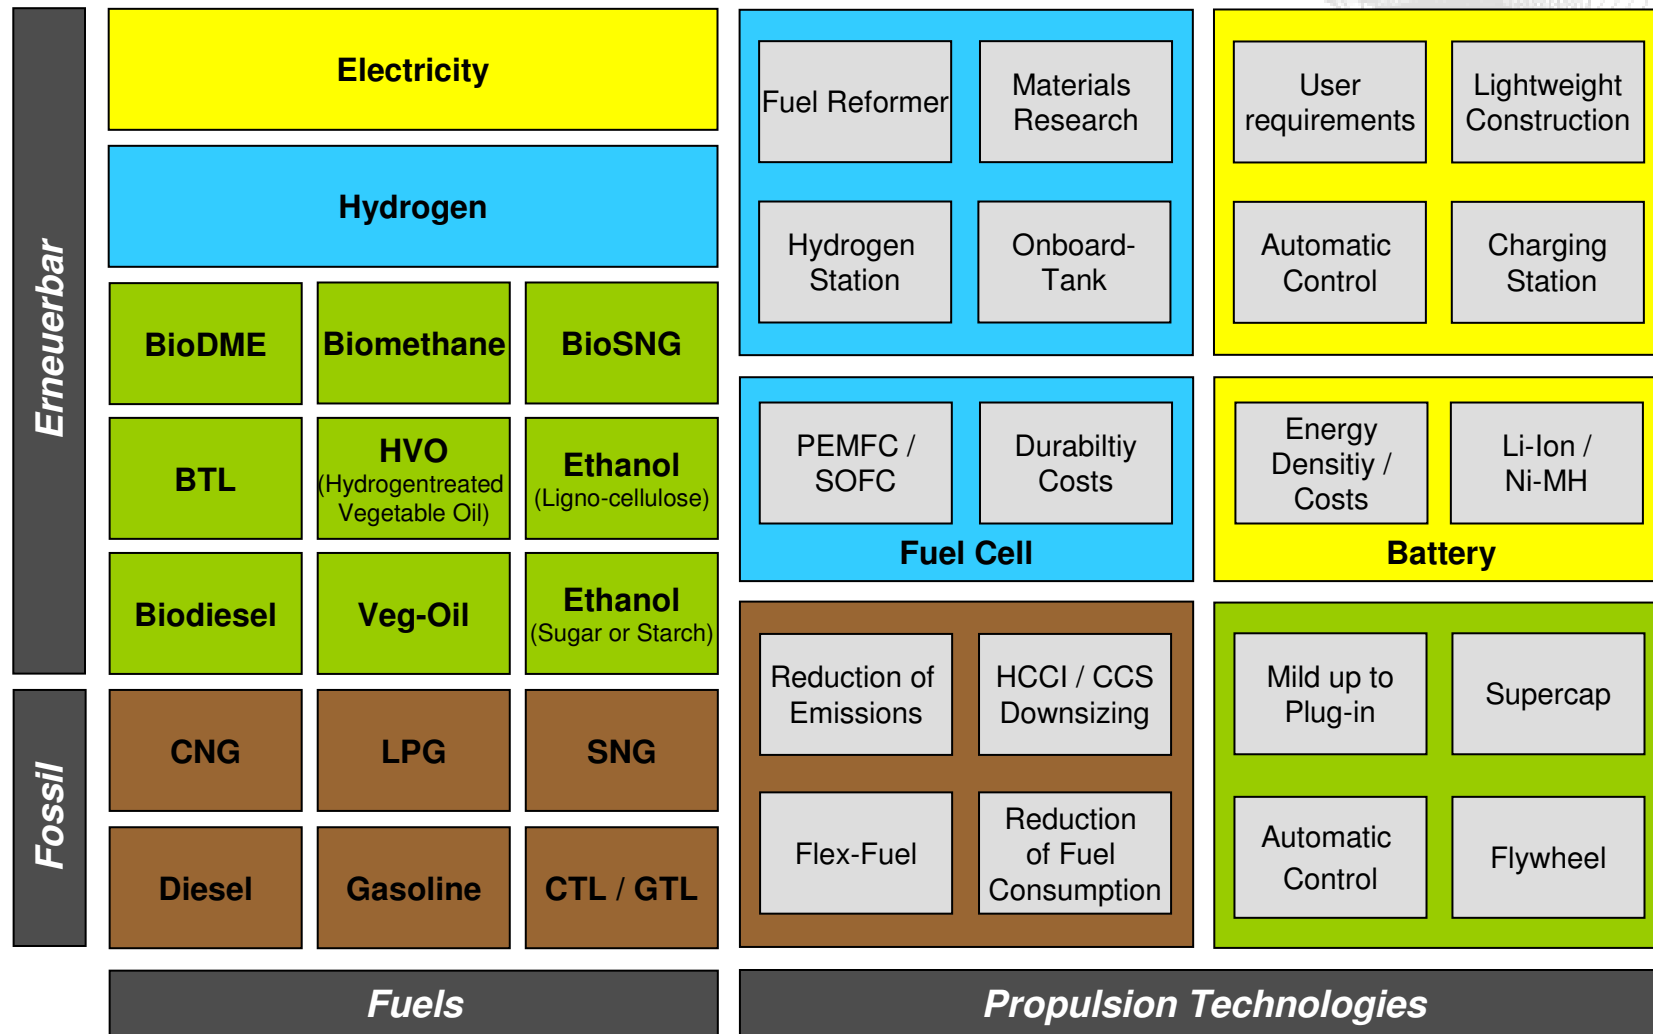 Erneuerbar
Fossil
Electricity
Hydrogen
BioDME
Biomethane
BioSNG
BTL
HVO
(Hydrogentreated
Vegetable Oil)
Ethanol
(Ligno-cellulose)
Biodiesel
Veg-Oil
Ethanol
(Sugar or Starch)
CNG
LPG
SNG
Diesel
Gasoline
CTL / GTL
Fuels
Fuel Reformer
Materials
Research
Hydrogen
Station
Onboard-
Tank
PEMFC /
SOFC
Durabiltiy
Costs
Fuel Cell
Reduction of
Emissions
HCCI / CCS
Downsizing
Flex-Fuel
Reduction
of Fuel
Consumption
User
requirements
Lightweight
Construction
Automatic
Control
Charging
Station
Energy
Densitiy /
Costs
Li-Ion /
Ni-MH
Battery
Mild up to
Plug-in
Supercap
Automatic
Control
Flywheel
Propulsion Technologies